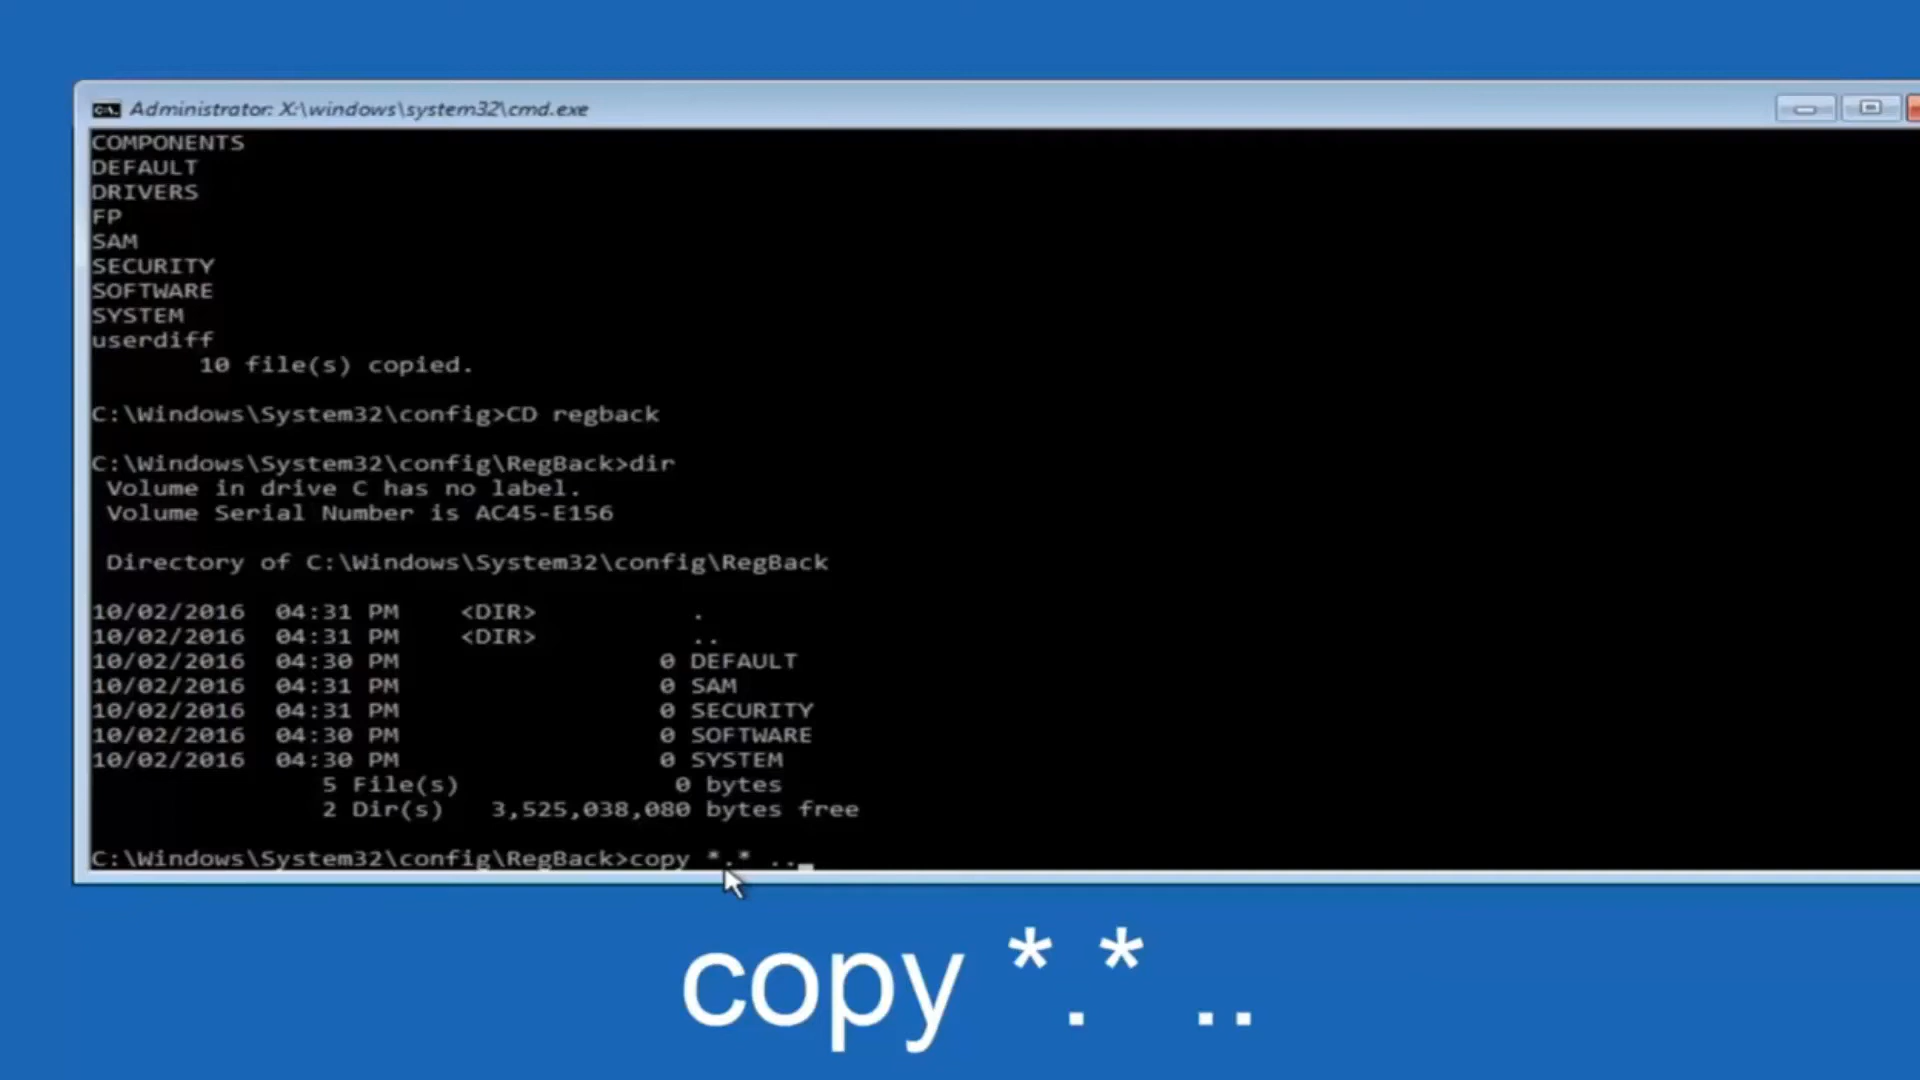 Administrator: X:\windows\system32\cmd.exe
COMPONENTS
DEFAULT
DRIVERS
FP
SAM
SECURITY
SOFTWARE
SYSTEM
userdiff
10 file(s) copied.
C:\Windows\System32\config>CD regback
C:\Windows\System32\config\RegBack>dir
Volume in drive C has no label.
Volume Serial Number is AC45-E156
Directory of C:\Windows\System32\config\RegBack
10/02/2016 04:31 PM <DIR> .
10/02/2016 04:31 PM <DIR> ..
10/02/2016 04:30 PM 0 DEFAULT
10/02/2016 04:31 PM 0 SAM
10/02/2016 04:31 PM 0 SECURITY
10/02/2016 04:30 PM 0 SOFTWARE
10/02/2016 04:30 PM 0 SYSTEM
5 File(s) 0 bytes
2 Dir(s) 3,525,038,080 bytes free
C:\Windows\System32\config\RegBack>copy *.* .._
copy *.* ..